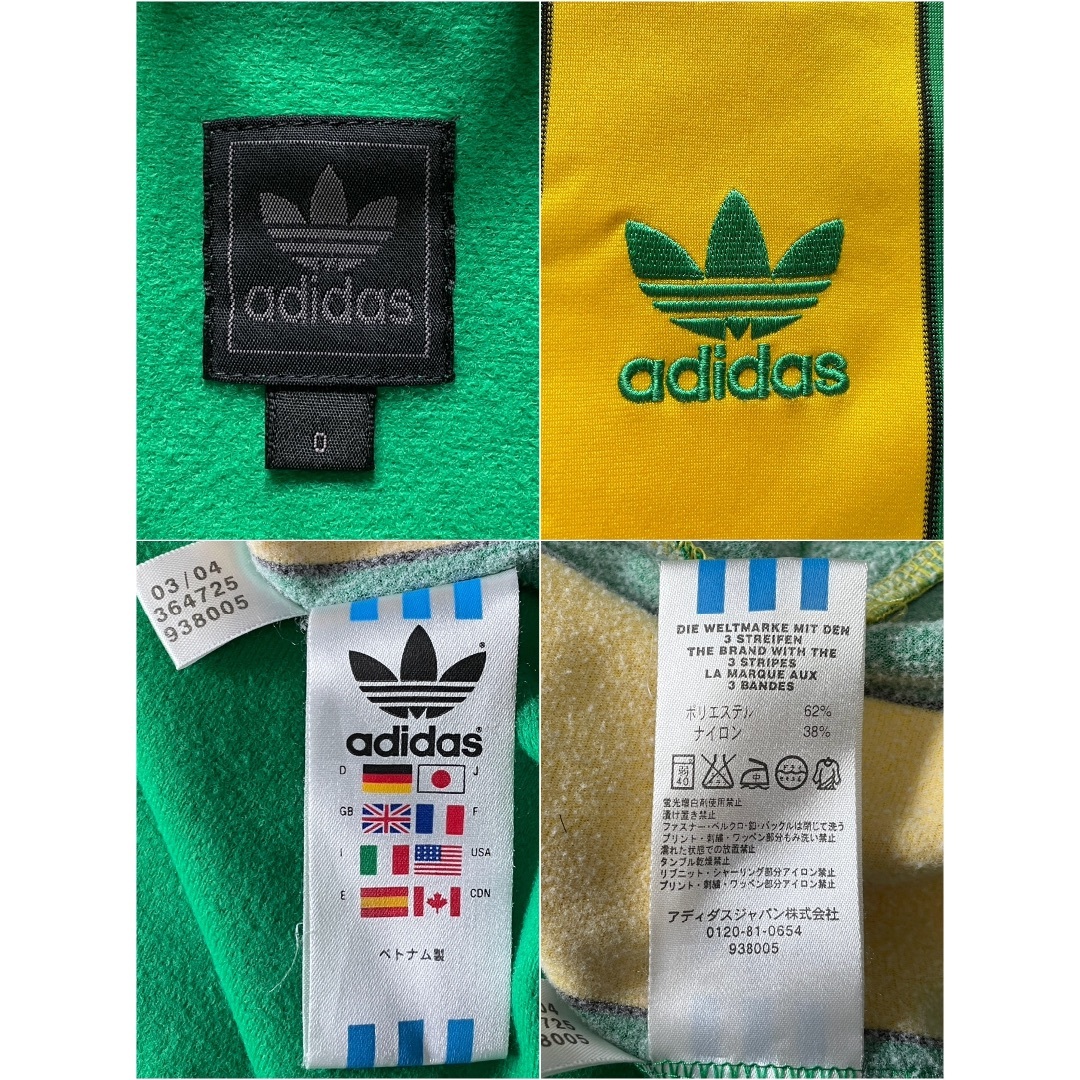 adidas
0
adidas
03/04
364725
938005
adidas
D J
GB F
I USA
E CDN
ベトナム製
DIE WELTMARKE MIT DEN
3 STREIFEN
THE BRAND WITH THE
3 STRIPES
LA MARQUE AUX
3 BANDES
ポリエステル 62%
ナイロン 38%
弱
40
中
蛍光増白剤使用禁止
漬け置き禁止
ファスナー・ベルクロ・釦・バックルは閉じて洗う
プリント・刺繍・ワッペン部分もみ洗い禁止
濡れた状態での放置禁止
タンブル乾燥禁止
リブニット・シャーリング部分アイロン禁止
プリント・刺繍・ワッペン部分アイロン禁止
アディダスジャパン株式会社
0120-81-0654
938005